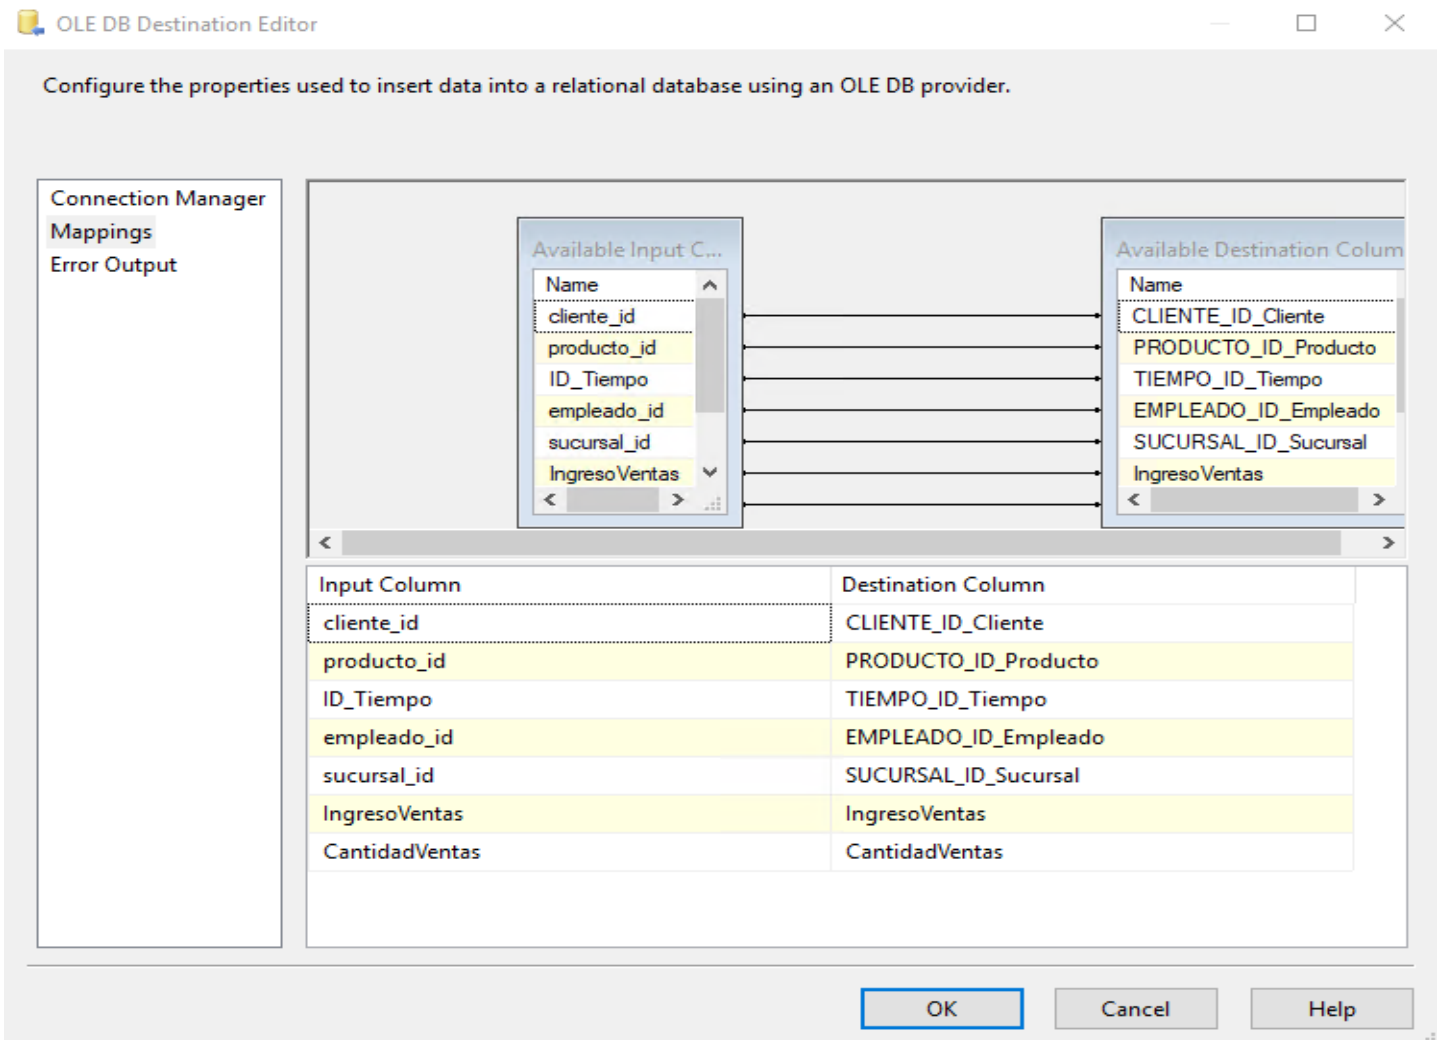 OLE DB Destination Editor
Configure the properties used to insert data into a relational database using an OLE DB provider.
Connection Manager
Mappings
Error Output
Available Input C...
Name
cliente_id
producto_id
ID_Tiempo
empleado_id
sucursal_id
IngresoVentas
Available Destination Colum
Name
CLIENTE_ID_Cliente
PRODUCTO_ID_Producto
TIEMPO_ID_Tiempo
EMPLEADO_ID_Empleado
SUCURSAL_ID_Sucursal
IngresoVentas
Input Column Destination Column
cliente_id CLIENTE_ID_Cliente
producto_id PRODUCTO_ID_Producto
ID_Tiempo TIEMPO_ID_Tiempo
empleado_id EMPLEADO_ID_Empleado
sucursal_id SUCURSAL_ID_Sucursal
IngresoVentas IngresoVentas
CantidadVentas CantidadVentas
OK Cancel Help